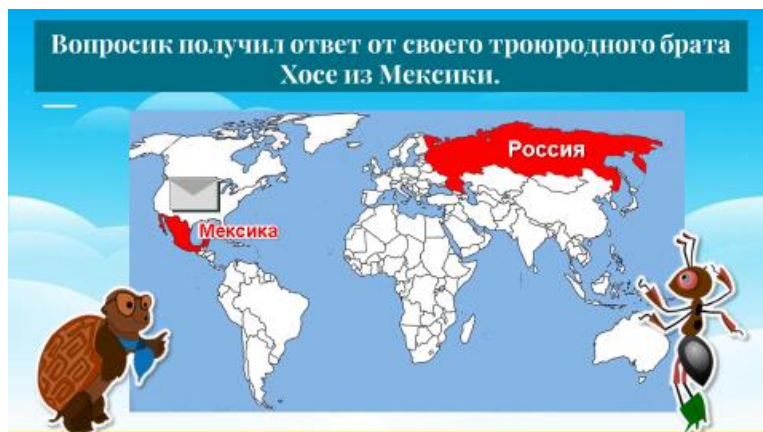 Вопросик получил ответ от своего троюродного брата
Хосе из Мексики.
Россия
Мексика